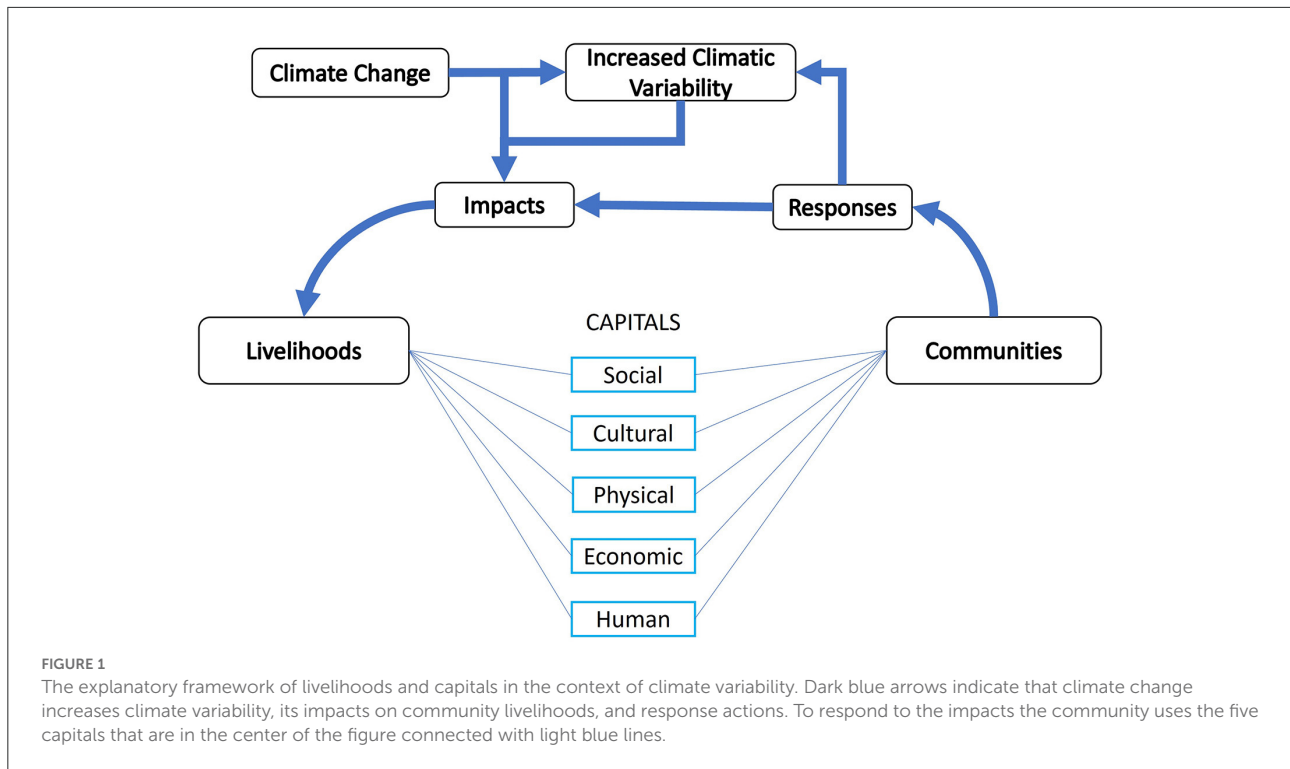 Climate Change
Increased Climatic
Variability
Impacts
Responses
Livelihoods
CAPITALS
Communities
Social
Cultural
Physical
Economic
Human
FIGURE 1
The explanatory framework of livelihoods and capitals in the context of climate variability. Dark blue arrows indicate that climate change
increases climate variability, its impacts on community livelihoods, and response actions. To respond to the impacts the community uses the five
capitals that are in the center of the figure connected with light blue lines.